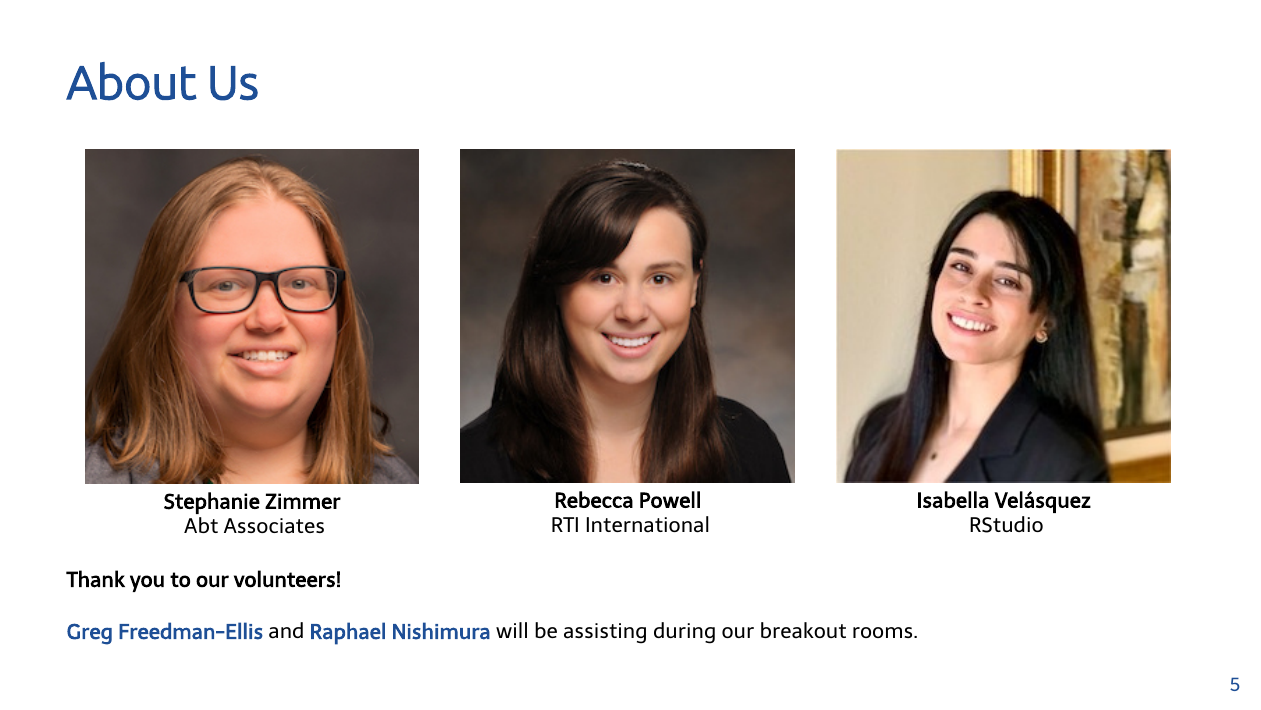 About Us
Stephanie Zimmer
Abt Associates
Rebecca Powell
RTI International
Isabella Velásquez
RStudio
Thank you to our volunteers!
Greg Freedman-Ellis and Raphael Nishimura will be assisting during our breakout rooms.
5